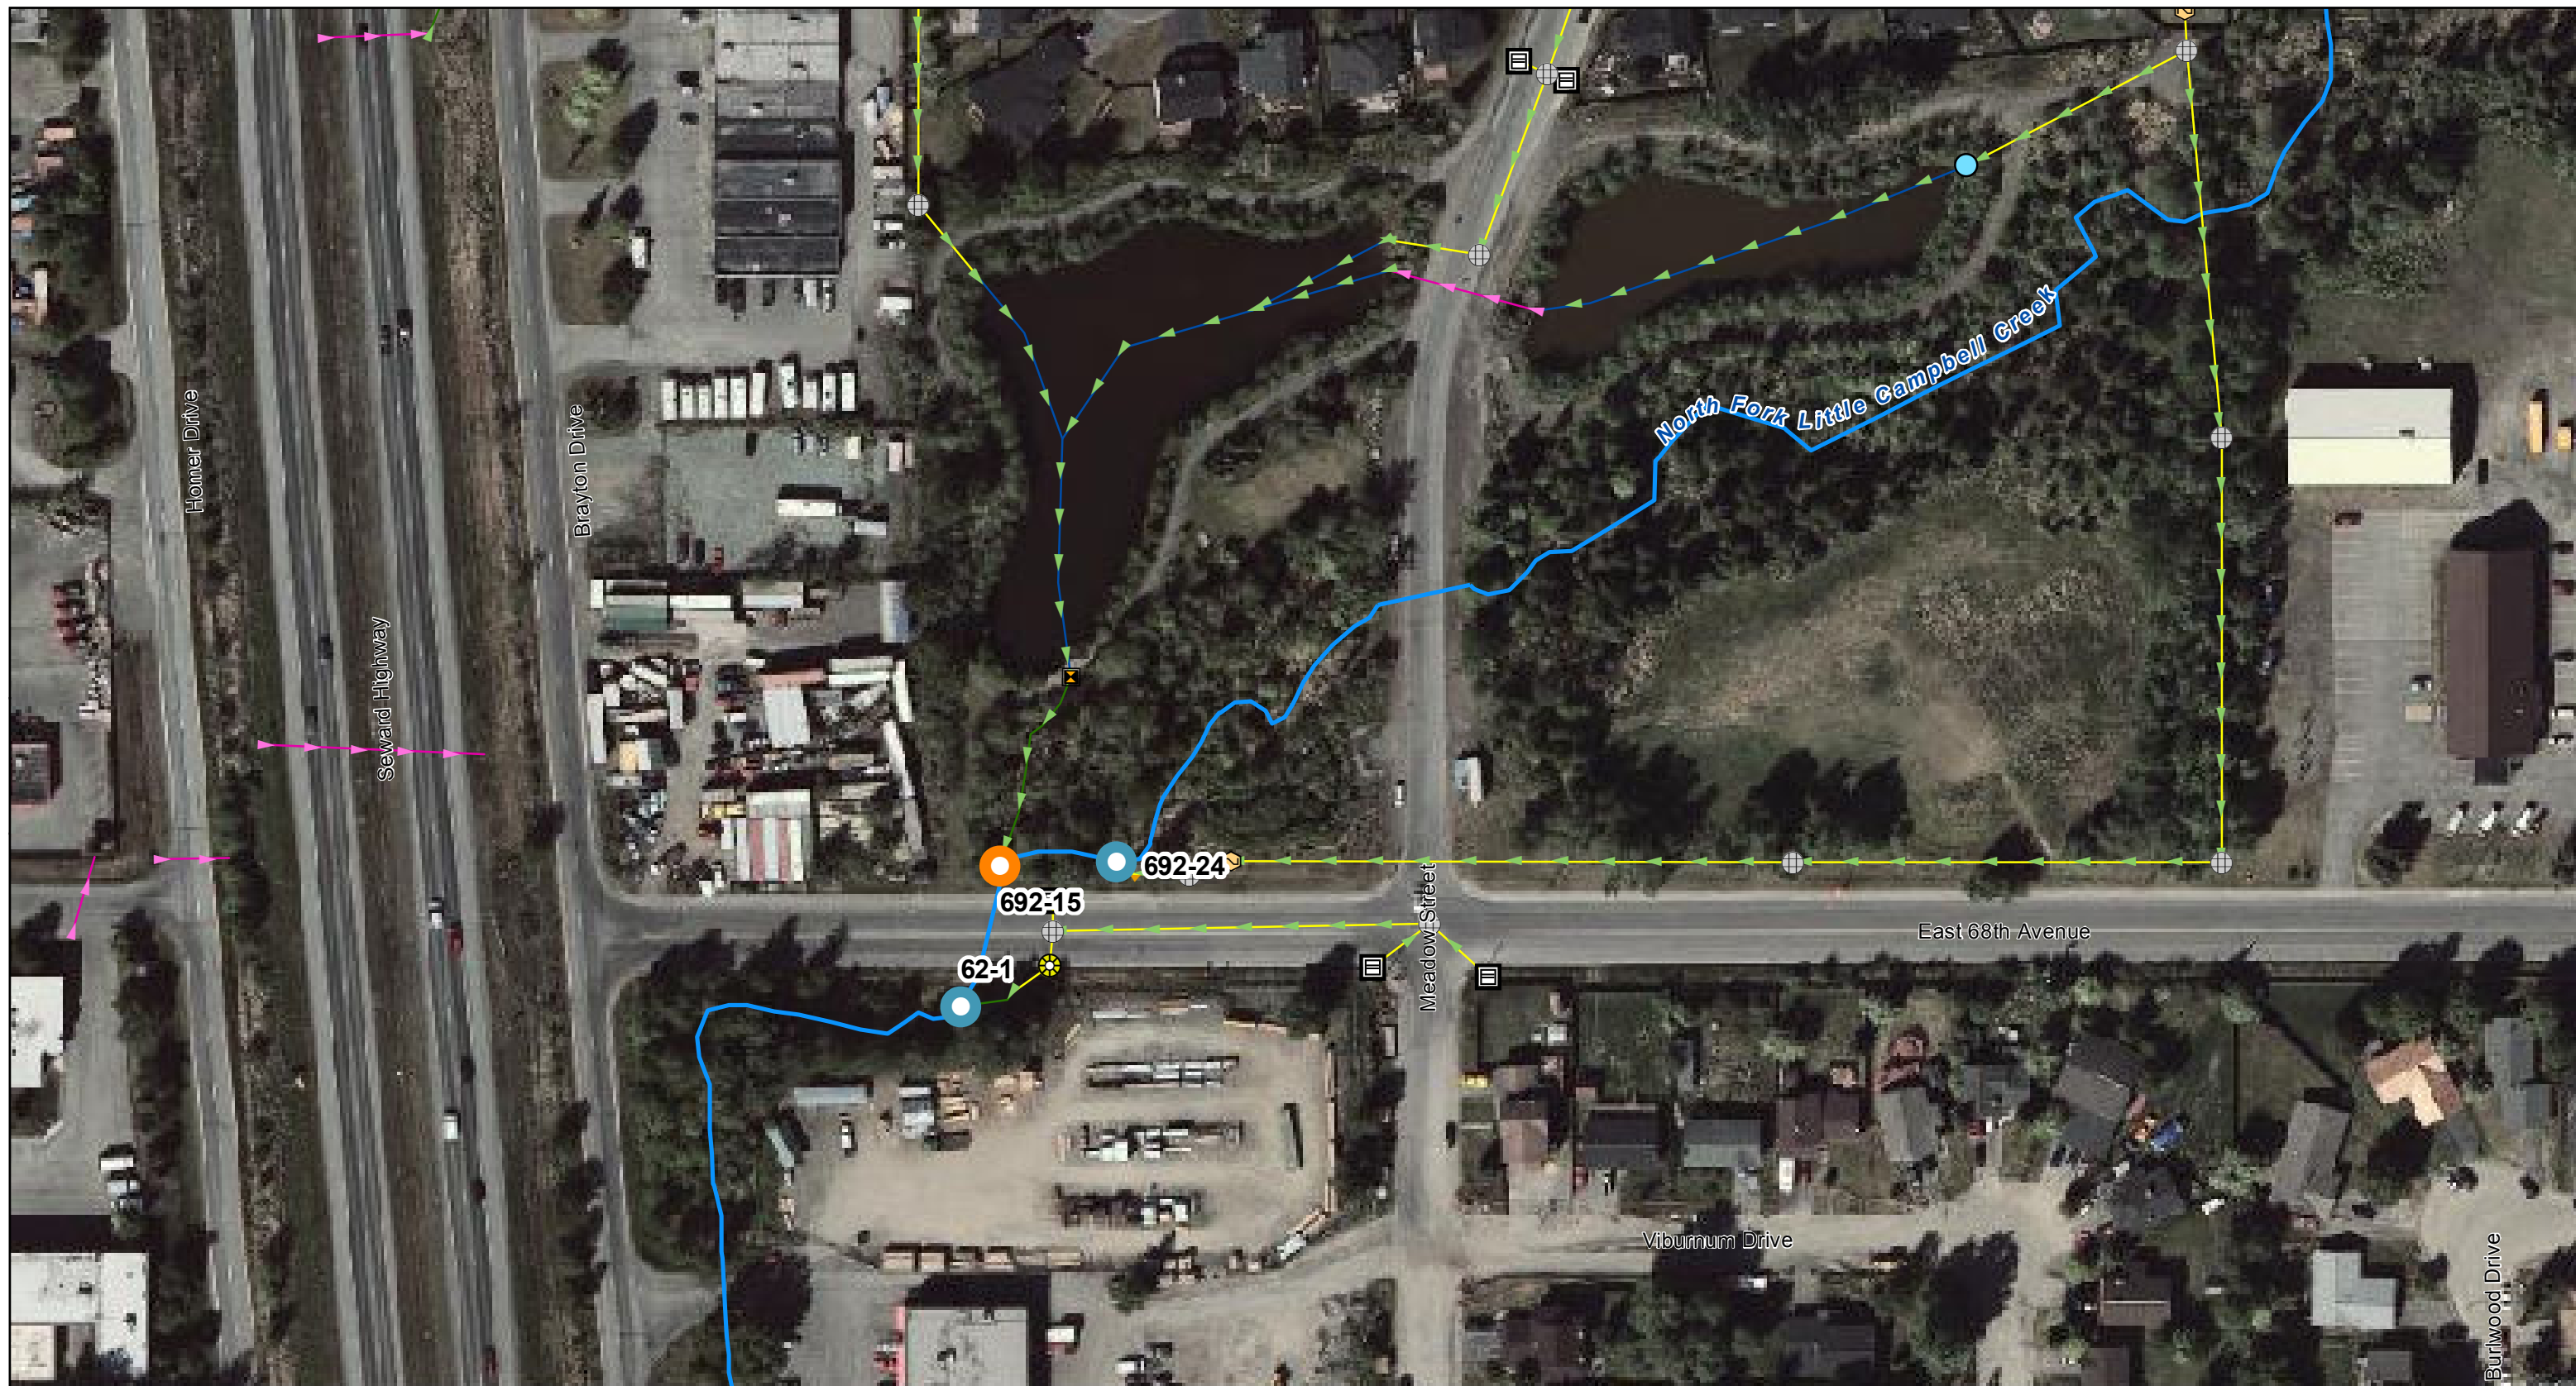 Homer Drive
Seward Highway
Brayton Drive
North Fork Little Campbell Creek
692-24
692-15
62-1
Meadow Street
East 68th Avenue
Viburnum Drive
Burlwood Drive